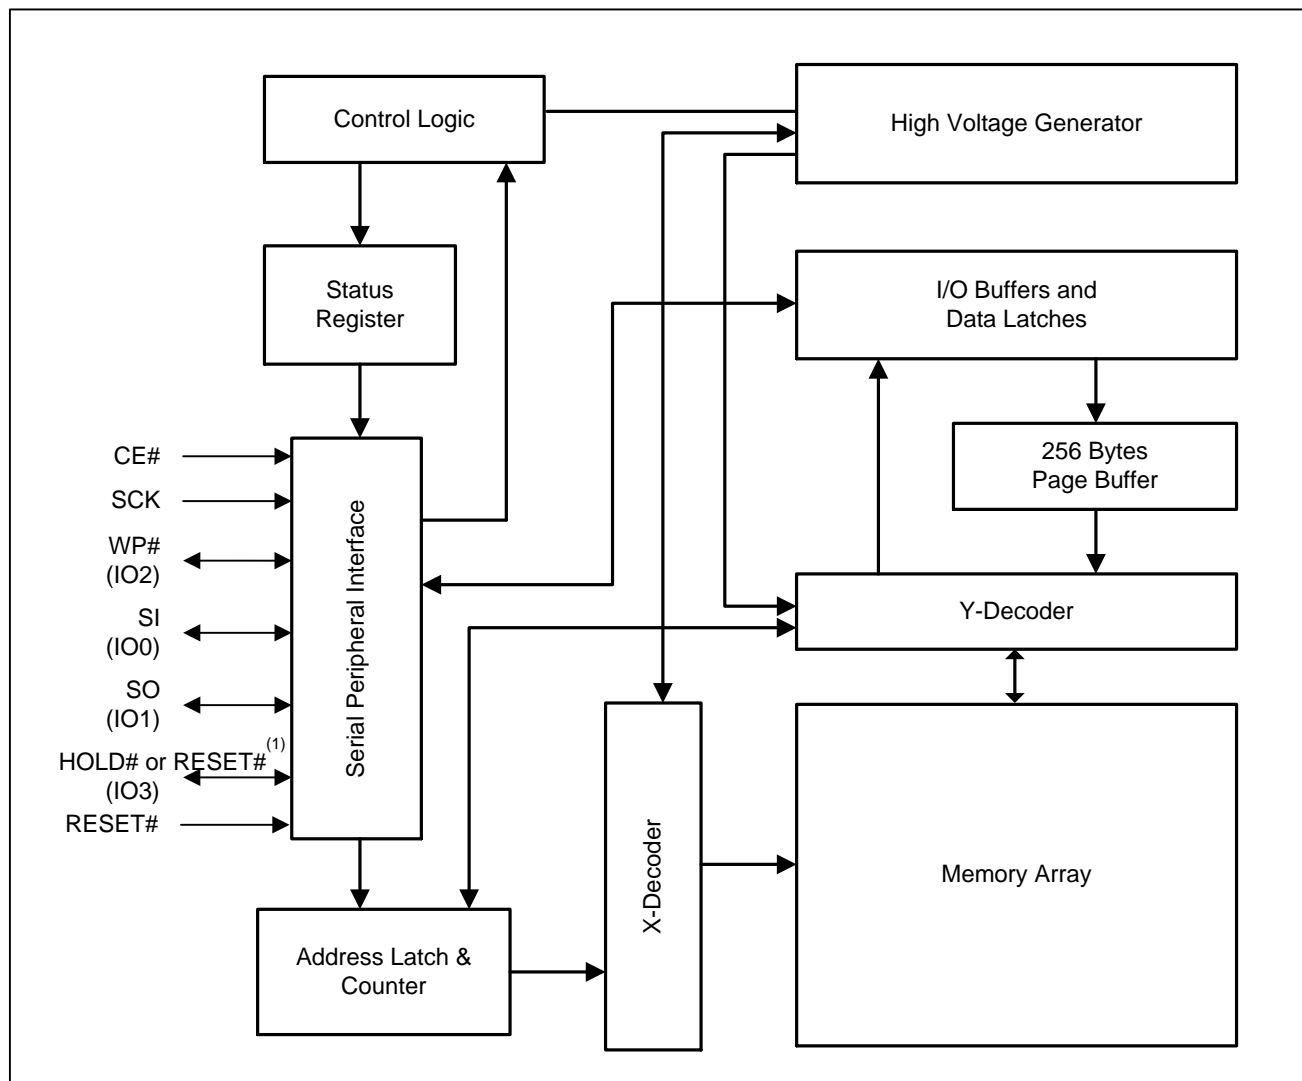 Control Logic
High Voltage Generator
Status
Register
I/O Buffers and
Data Latches
256 Bytes
Page Buffer
CE#
SCK
WP#
(IO2)
SI
(IO0)
SO
(IO1)
HOLD# or RESET#(1)
(IO3)
RESET#
Serial Peripheral Interface
Y-Decoder
X-Decoder
Memory Array
Address Latch &
Counter